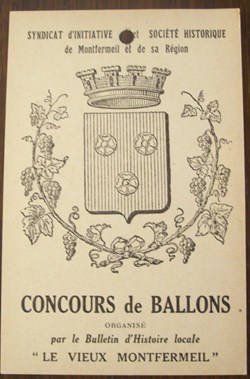 SYNDICAT d'INITIATIVE et SOCIÉTÉ HISTORIQUE
de Montfermeil et de sa Région
CONCOURS de BALLONS
ORGANISÉ
par le Bulletin d'Histoire locale
“ LE VIEUX MONTFERMEIL ”